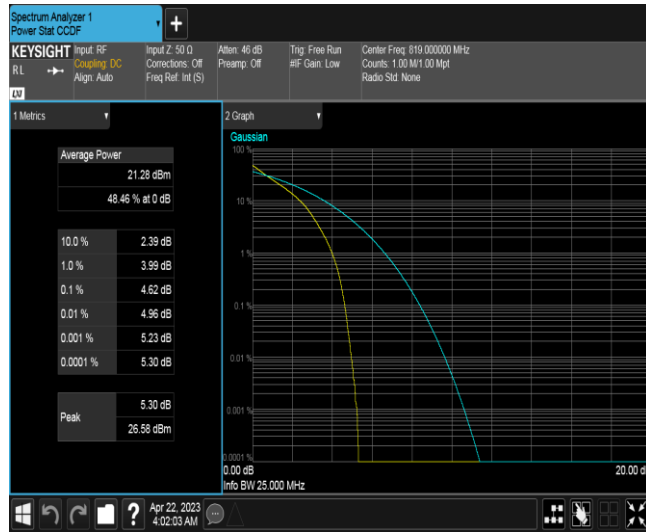 Spectrum Analyzer 1
Power Stat CCDF
+
KEYSIGHT
RL
LXI
Input: RF
Coupling: DC
Align: Auto
Input Z: 50 Ω
Corrections: Off
Freq Ref: Int (S)
Atten: 46 dB
Preamp: Off
Trig: Free Run
#IF Gain: Low
Center Freq: 819.000000 MHz
Counts: 1.00 M/1.00 Mpt
Radio Std: None
1 Metrics
Average Power
21.28 dBm
48.46 % at 0 dB
10.0 % 2.39 dB
1.0 % 3.99 dB
0.1 % 4.62 dB
0.01 % 4.96 dB
0.001 % 5.23 dB
0.0001 % 5.30 dB
Peak
5.30 dB
26.58 dBm
2 Graph
Gaussian
100 %
10 %
1 %
0.1 %
0.01 %
0.001 %
0.0001 %
0.00 dB
20.00 d
Info BW 25.000 MHz
?
Apr 22, 2023
4:02:03 AM